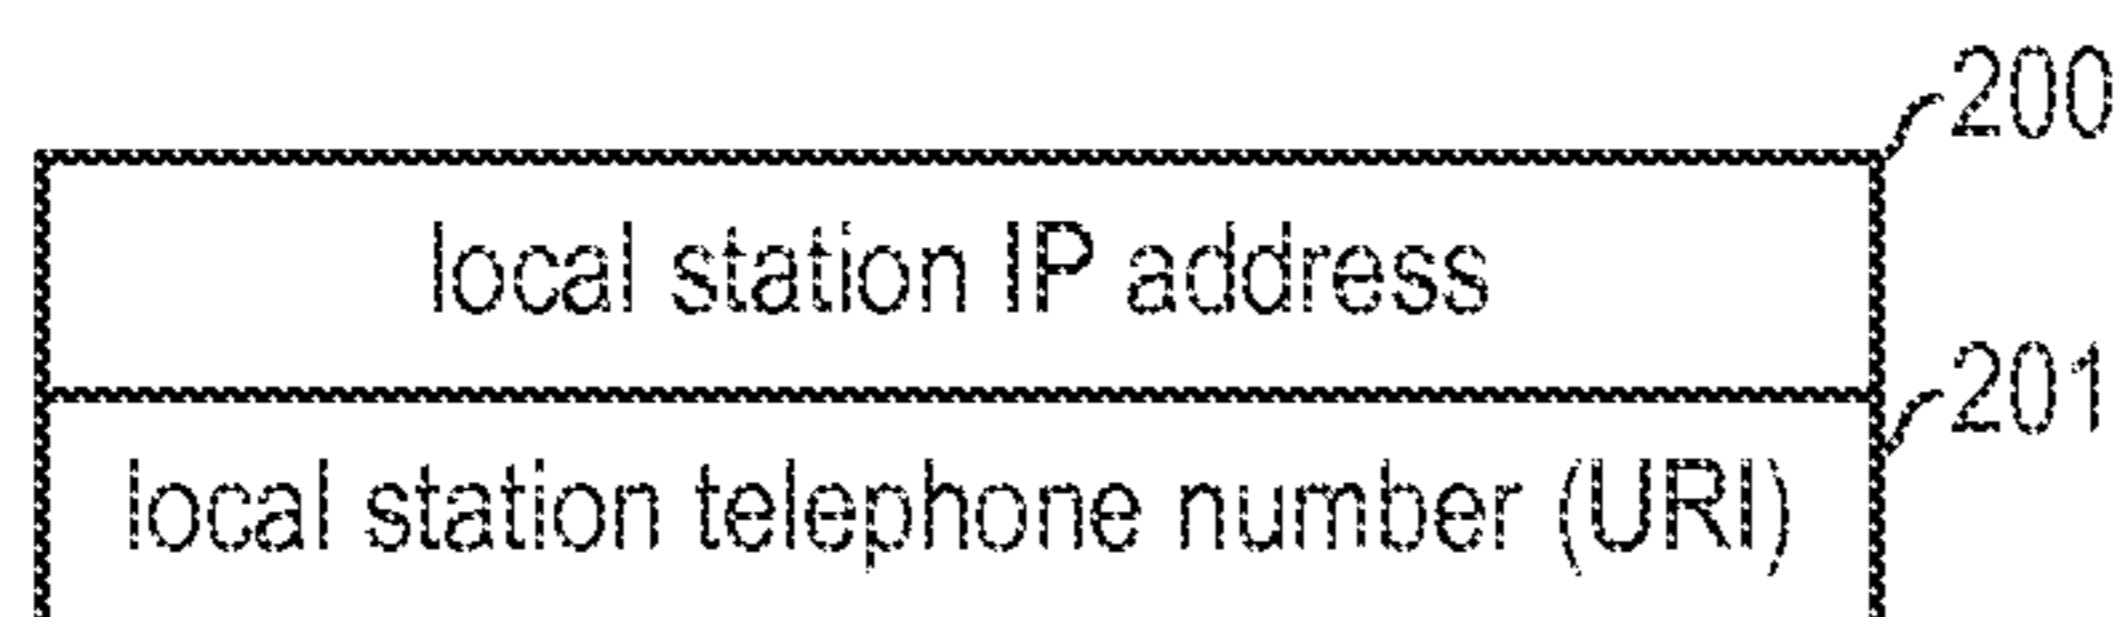 200
local station IP address
201
local station telephone number (URI)